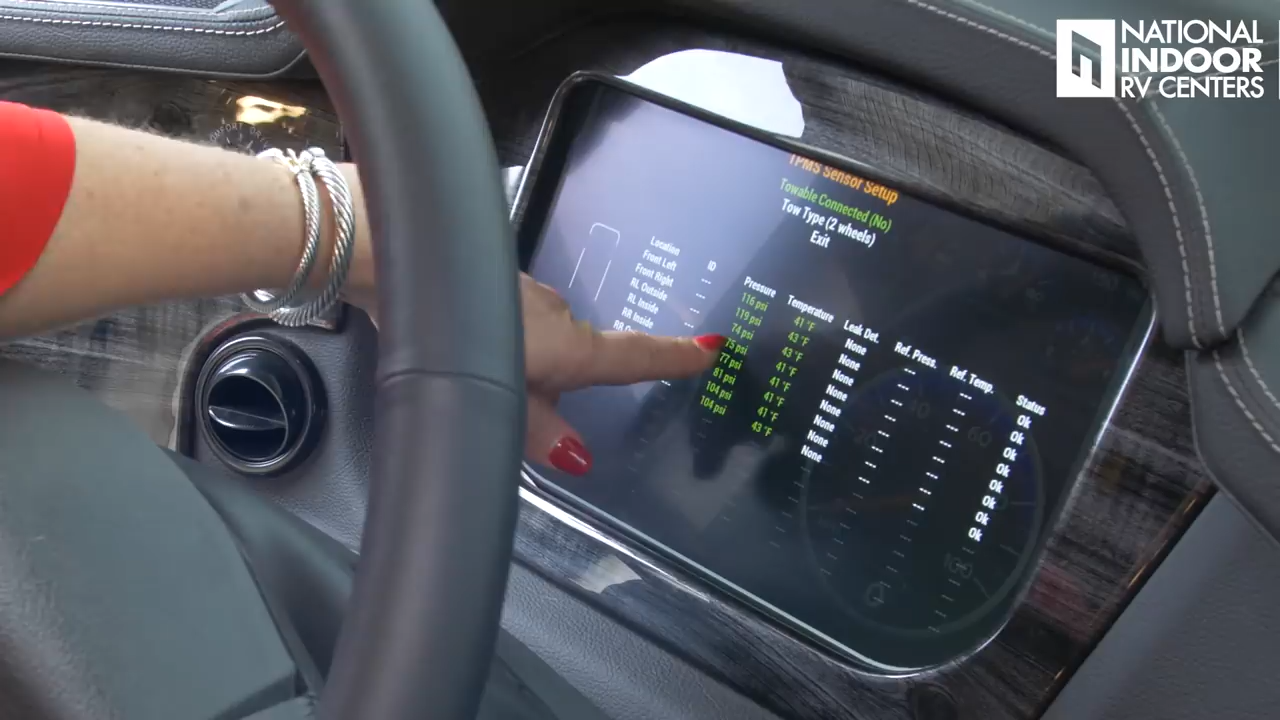 NATIONAL
INDOOR
RV CENTERS
TPMS Sensor Setup
Towable Connected (No)
Tow Type (2 wheels)
Exit
Location ID Pressure Temperature Leak Det. Ref. Press. Ref. Temp. Status
Front Left --- 116 psi 41 °F None --- --- Ok
Front Right --- 119 psi 43 °F None --- --- Ok
RL Outside --- 74 psi 43 °F None --- --- Ok
RL Inside --- 75 psi 41 °F None --- --- Ok
RR Inside 77 psi 41 °F None --- --- Ok
RR 81 psi 41 °F None --- --- Ok
104 psi 41 °F None --- --- Ok
104 psi 43 °F None --- --- Ok